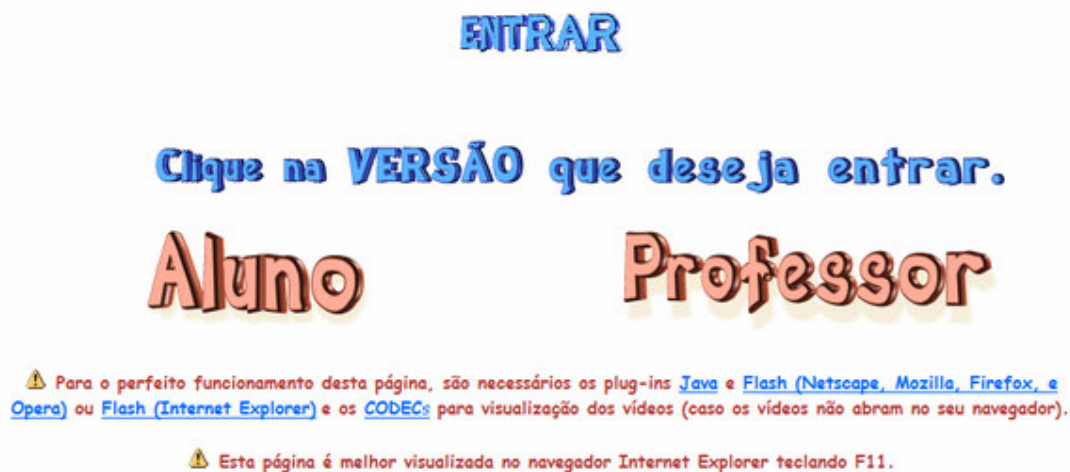 ENTRAR
Clique na VERSÃO que deseja entrar.
Aluno Professor
Para o perfeito funcionamento desta página, são necessários os plug-ins Java e Flash (Netscape, Mozilla, Firefox, e
Opera) ou Flash (Internet Explorer) e os CODECs para visualização dos vídeos (caso os vídeos não abram no seu navegador).
Esta página é melhor visualizada no navegador Internet Explorer teclando F11.